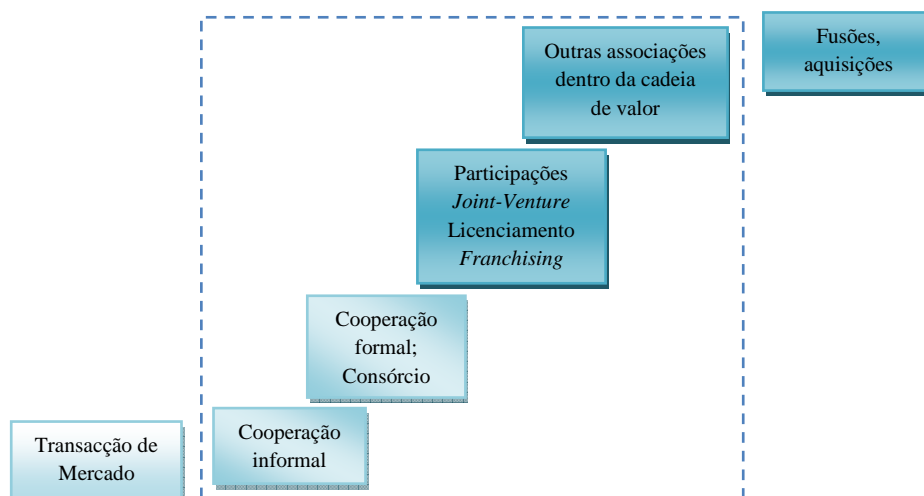 Outras associações
dentro da cadeia
de valor
Fusões,
aquisições
Participações
Joint-Venture
Licenciamento
Franchising
Cooperação
formal;
Consórcio
Cooperação
informal
Transacção de
Mercado